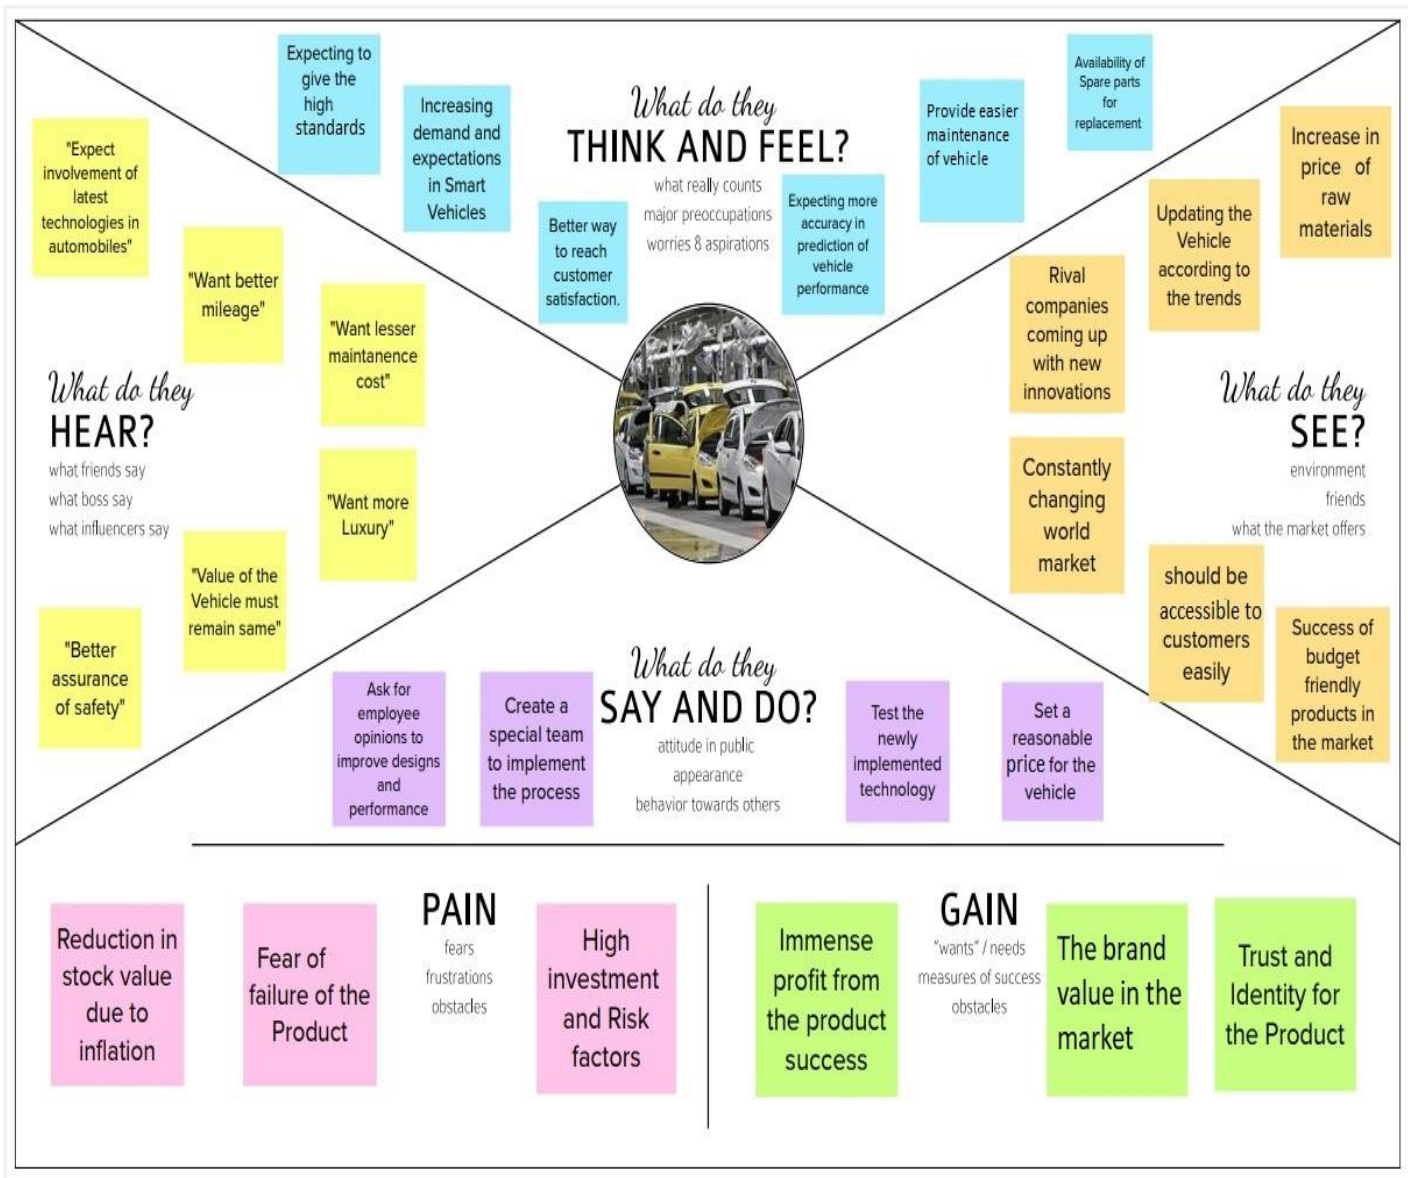 What do they
THINK AND FEEL?
what really counts
major preoccupations
worries & aspirations
Expecting to
give the
high
standards
Increasing
demand and
expectations
in Smart
Vehicles
Better way
to reach
customer
satisfaction.
Expecting more
accuracy in
prediction of
vehicle
performance
Provide easier
maintenance
of vehicle
Availability of
Spare parts
for
replacement
What do they
HEAR?
what friends say
what boss say
what influencers say
"Expect
involvement of
latest
technologies in
automobiles"
"Want better
mileage"
"Want lesser
maintanence
cost"
"Want more
Luxury"
"Value of the
Vehicle must
remain same"
"Better
assurance
of safety"
What do they
SEE?
environment
friends
what the market offers
Increase in
price of
raw
materials
Updating the
Vehicle
according to
the trends
Rival
companies
coming up
with new
innovations
Constantly
changing
world
market
should be
accessible to
customers
easily
Success of
budget
friendly
products in
the market
What do they
SAY AND DO?
attitude in public
appearance
behavior towards others
Ask for
employee
opinions to
improve designs
and
performance
Create a
special team
to implement
the process
Test the
newly
implemented
technology
Set a
reasonable
price for the
vehicle
PAIN
fears
frustrations
obstacles
Reduction in
stock value
due to
inflation
Fear of
failure of the
Product
High
investment
and Risk
factors
GAIN
"wants" / needs
measures of success
obstacles
Immense
profit from
the product
success
The brand
value in the
market
Trust and
Identity for
the Product